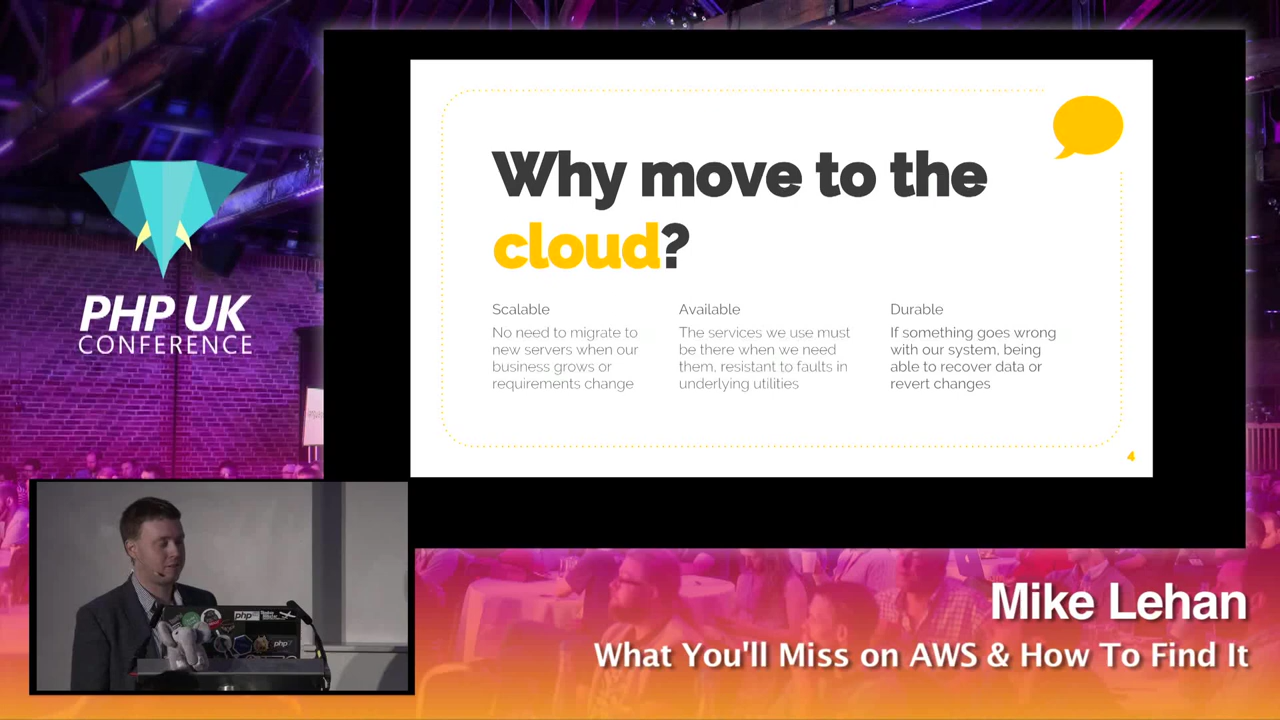 Why move to the
cloud?
Scalable
No need to migrate to
new servers when our
business grows or
requirements change
Available
The services we use must
be there when we need
them, resistant to faults in
underlying utilities
Durable
If something goes wrong
with our system, being
able to recover data or
revert changes
4
PHP UK
CONFERENCE
php
php
Mike Lehan
What You'll Miss on AWS & How To Find It